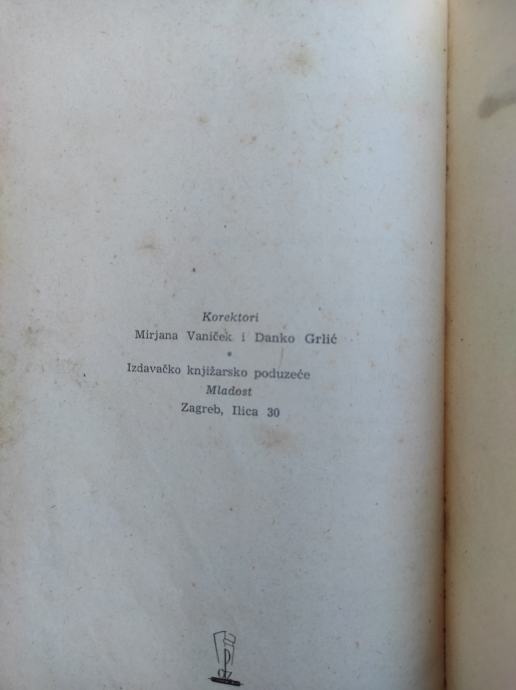 Korektori
Mirjana Vaniček i Danko Grlić
*
Izdavačko knjižarsko poduzeće
Mladost
Zagreb, Ilica 30